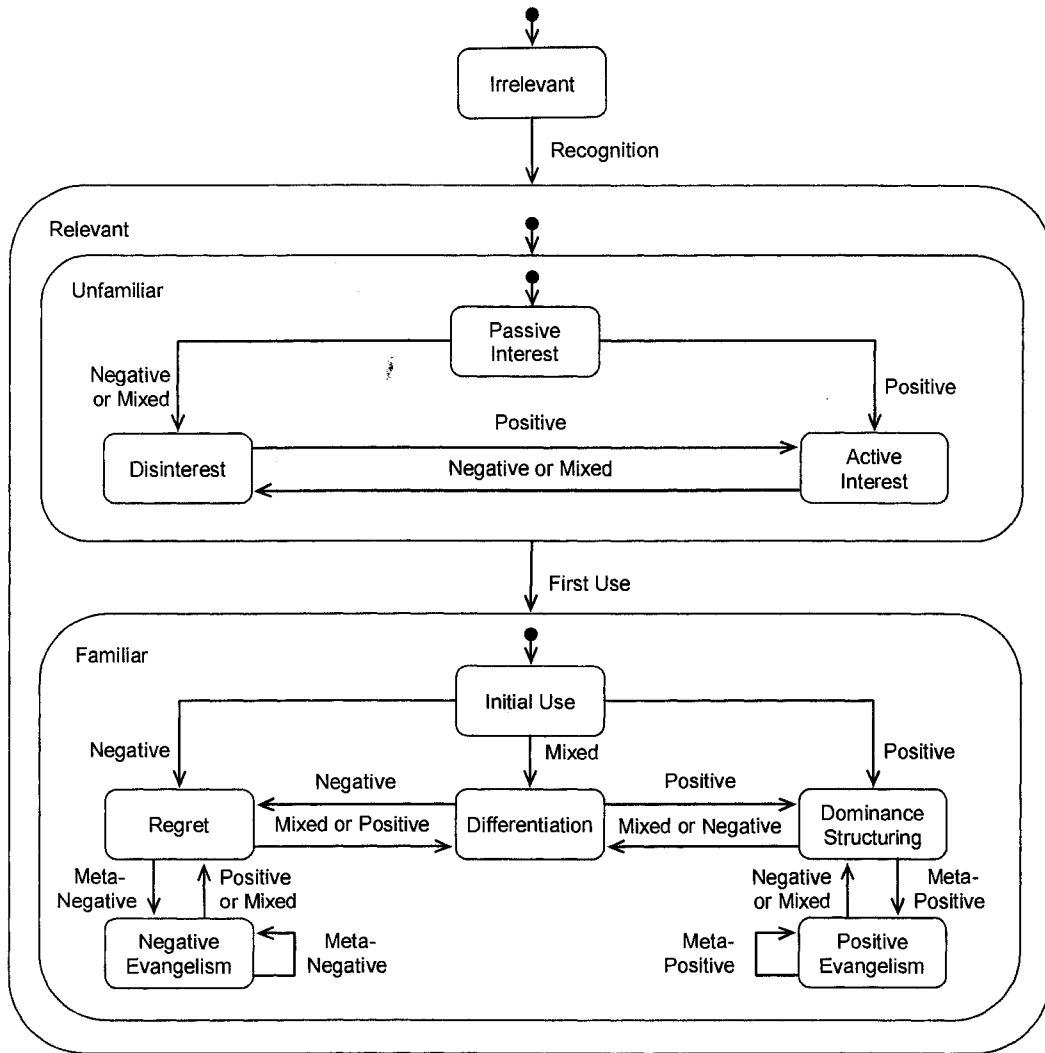 Irrelevant
Recognition
Relevant
Unfamiliar
Passive
Interest
Negative
or Mixed
Positive
Positive
Disinterest
Negative or Mixed
Active
Interest
First Use
Familiar
Initial Use
Negative
Mixed
Positive
Negative
Positive
Regret
Mixed or Positive
Differentiation
Mixed or Negative
Dominance
Structuring
Meta-
Negative
Positive
or Mixed
Negative
or Mixed
Meta-
Positive
Negative
Evangelism
Meta-
Negative
Meta-
Positive
Positive
Evangelism